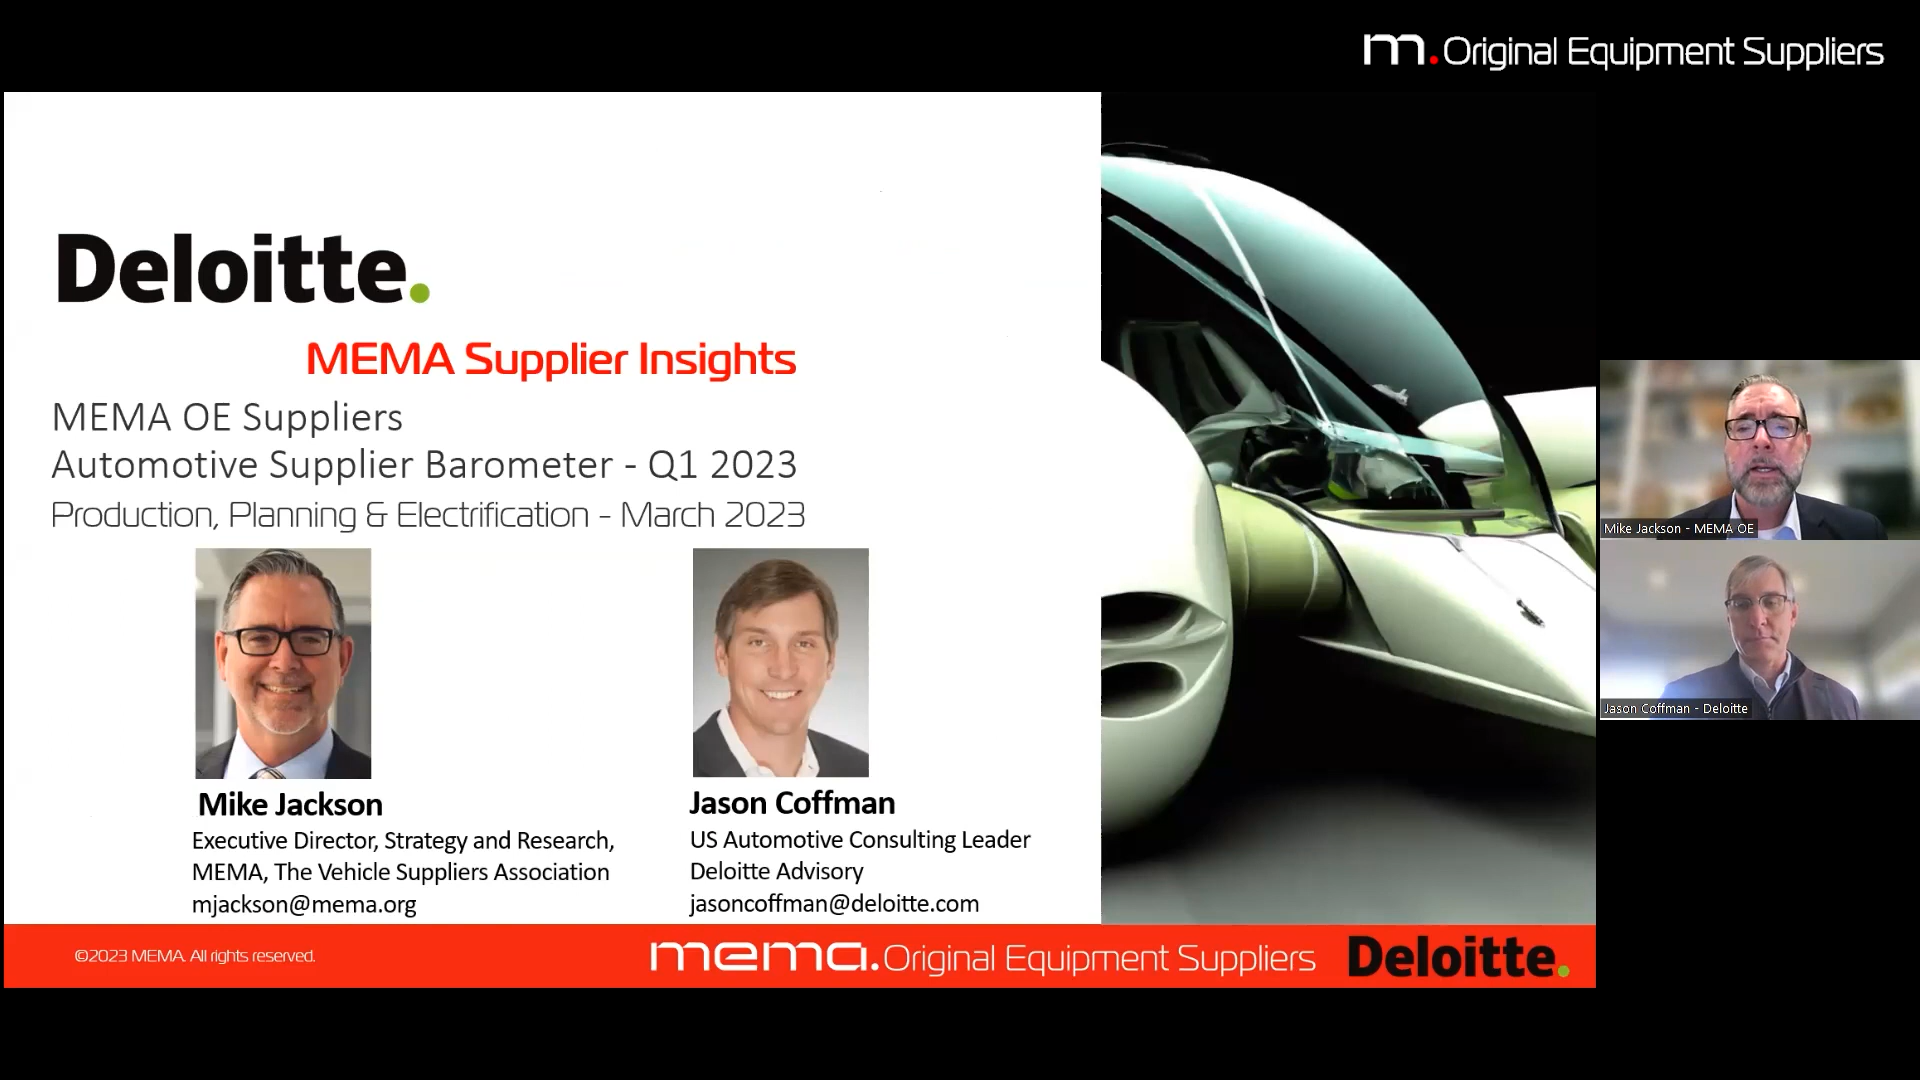 m.Original Equipment Suppliers
Deloitte.
MEMA Supplier Insights
MEMA OE Suppliers
Automotive Supplier Barometer - Q1 2023
Production, Planning & Electrification - March 2023
Mike Jackson
Executive Director, Strategy and Research,
MEMA, The Vehicle Suppliers Association
mjackson@mema.org
Jason Coffman
US Automotive Consulting Leader
Deloitte Advisory
jasoncoffman@deloitte.com
Mike Jackson - MEMA OE
Jason Coffman - Deloitte
©2023 MEMA. All rights reserved.
mema.Original Equipment Suppliers
Deloitte.